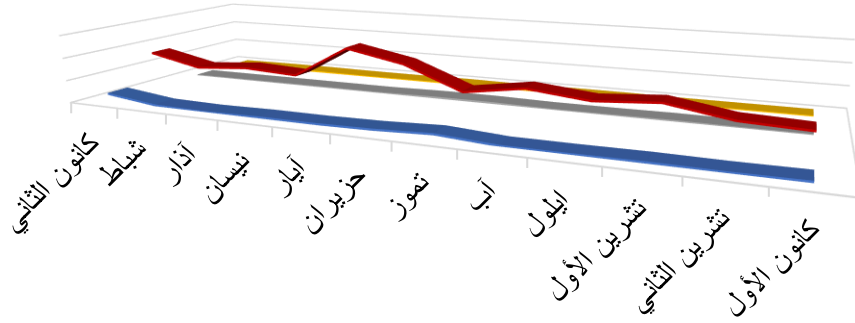 كانون الثاني
شباط
آذار
نيسان
آيار
حزيران
تموز
آب
ايلول
تشرين الأول
تشرين الثاني
كانون الأول